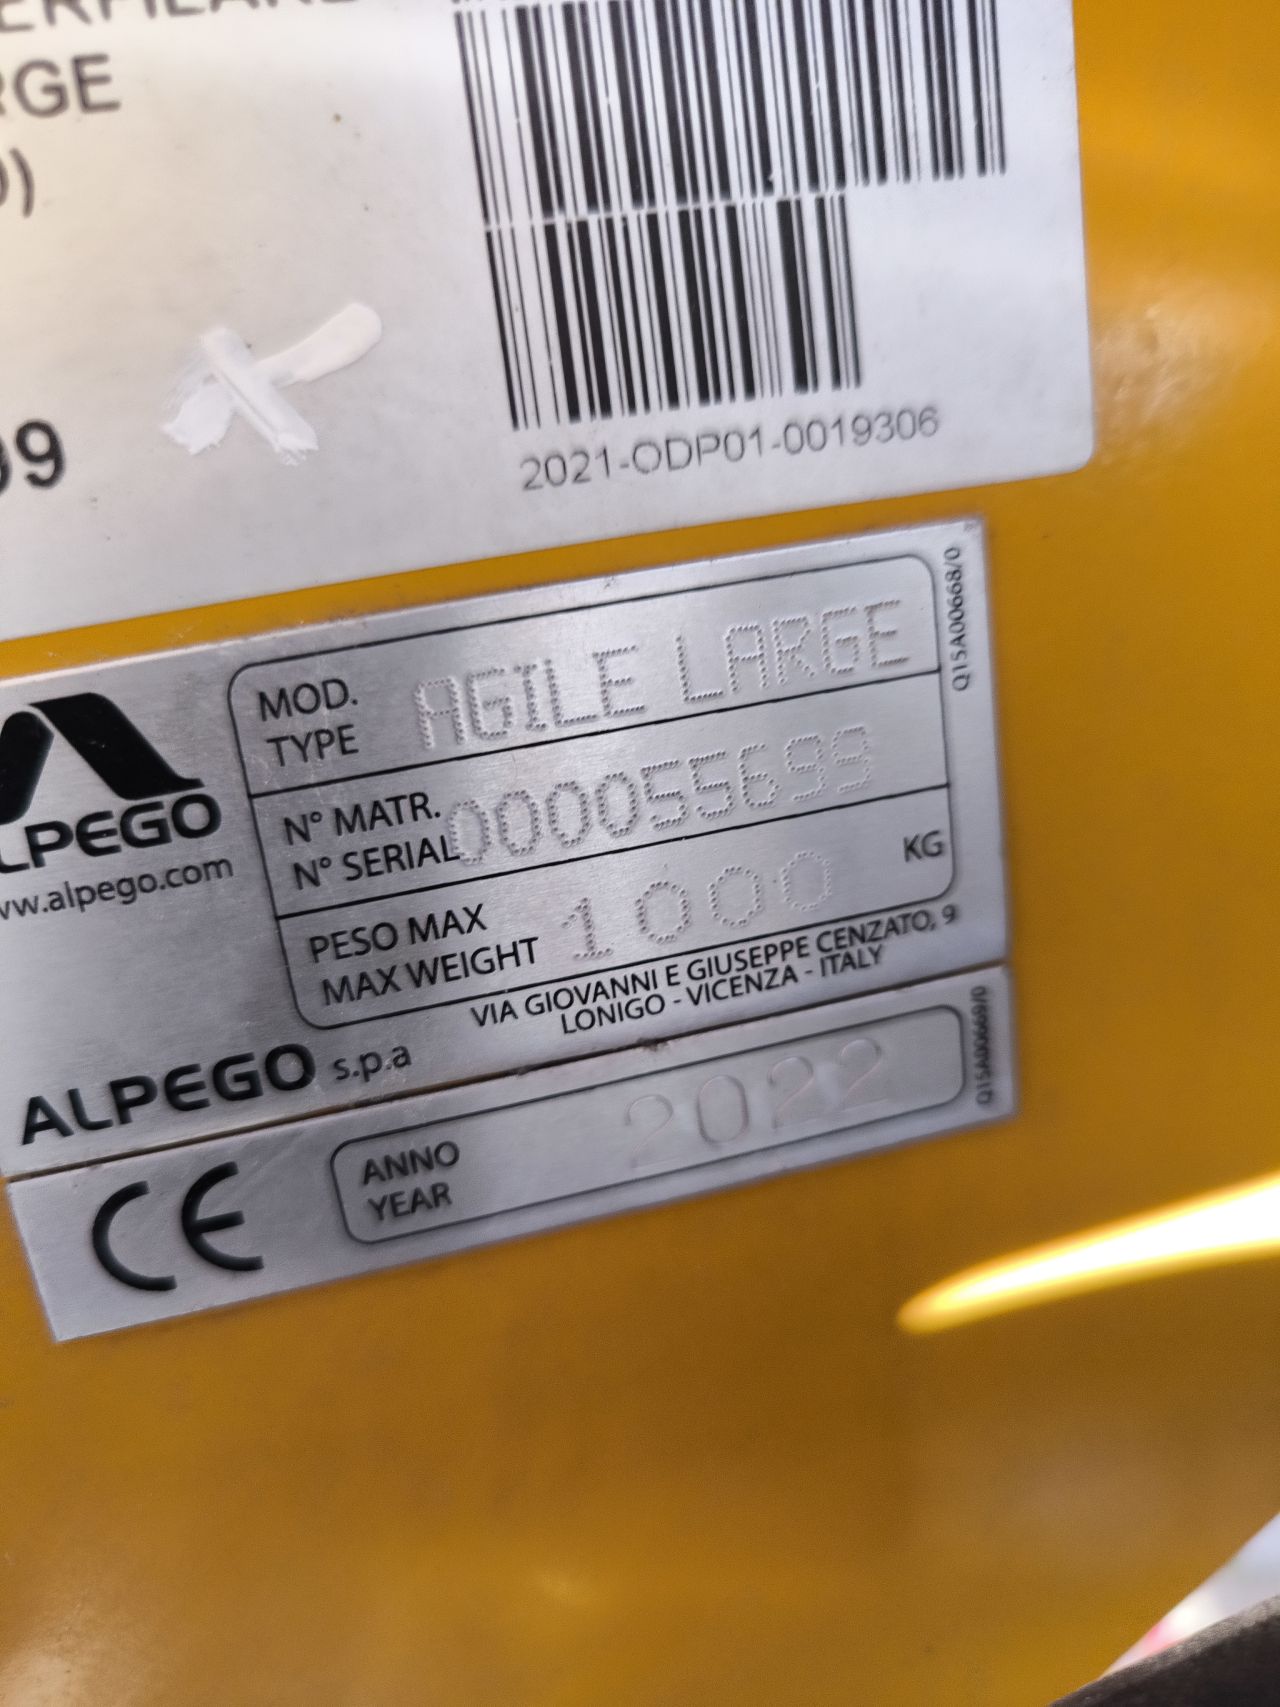 RGE
0)
99
2021-ODP01-0019306
Q15A00668/0
MOD.
TYPE
AGILE LARGE
N° MATR.
N° SERIAL
000055699
PESO MAX
MAX WEIGHT
1000
KG
ALPEGO
www.alpego.com
VIA GIOVANNI E GIUSEPPE CENZATO, 9
LONIGO - VICENZA - ITALY
ALPEGO s.p.a
Q15A00669/0
CE
ANNO
YEAR
2022